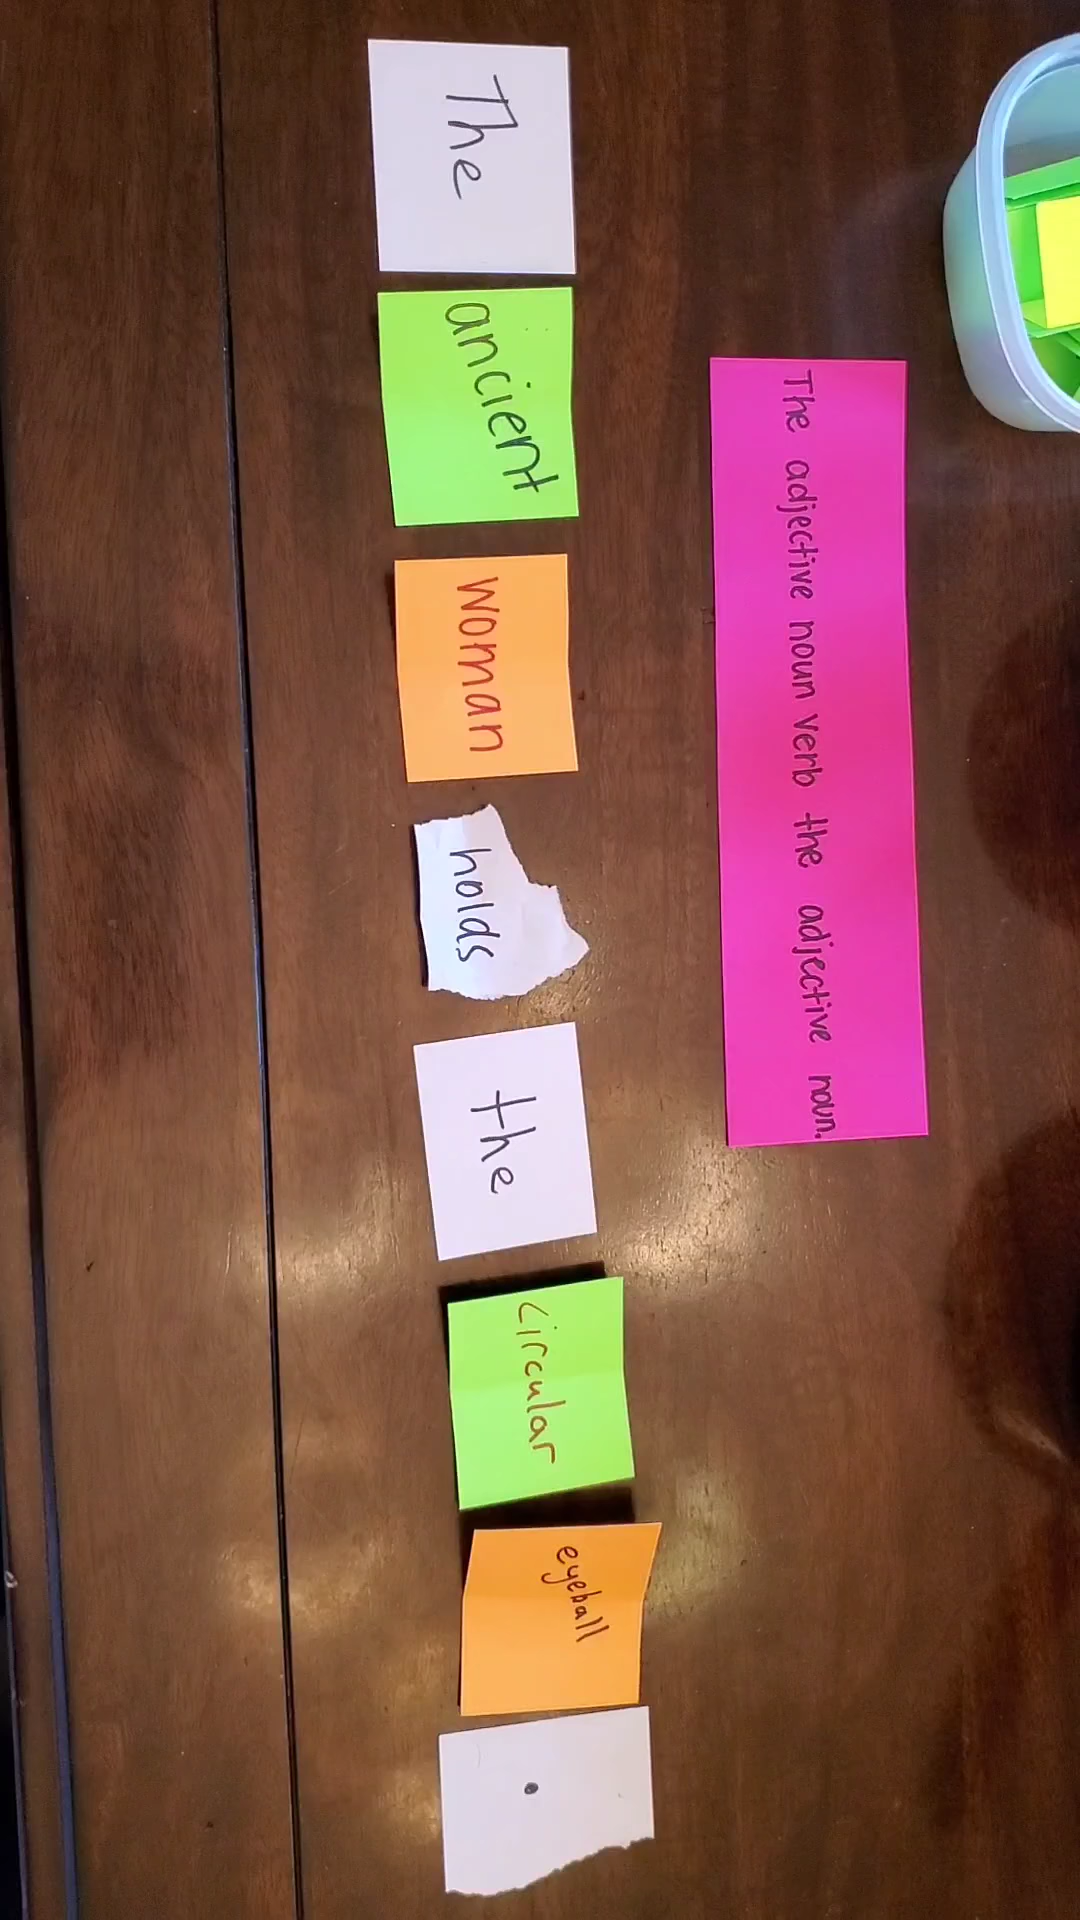 The adjective noun verb the adjective noun.
The ancient woman holds the circular eyeball .